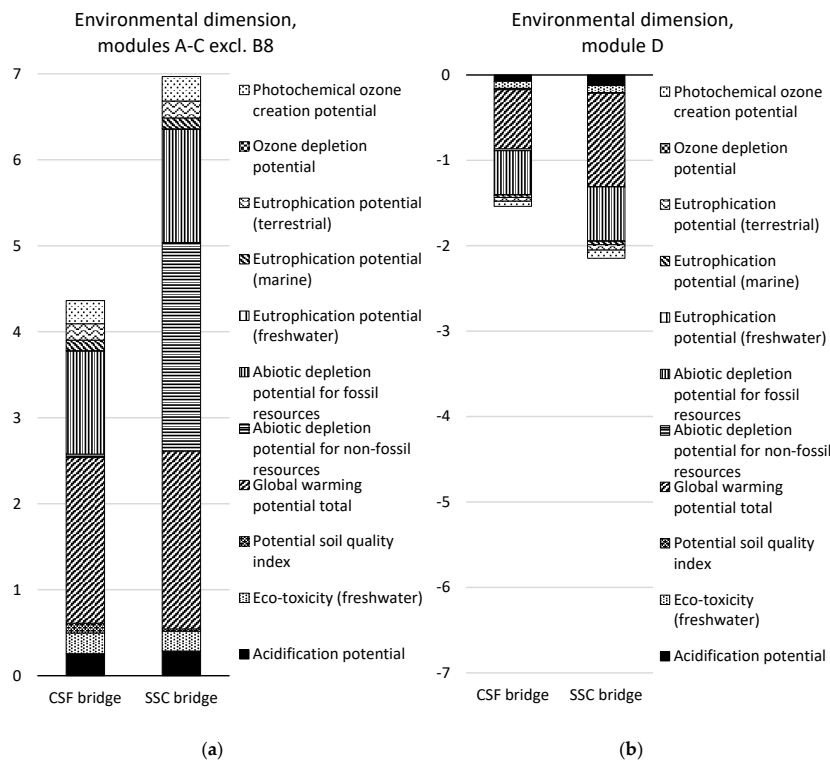 Environmental dimension,
modules A-C excl. B8
7
6
5
4
3
2
1
0
CSF bridge
SSC bridge
Photochemical ozone
creation potential
Ozone depletion
potential
Eutrophication potential
(terrestrial)
Eutrophication potential
(marine)
Eutrophication potential
(freshwater)
Abiotic depletion
potential for fossil
resources
Abiotic depletion
potential for non-fossil
resources
Global warming
potential total
Potential soil quality
index
Eco-toxicity (freshwater)
Acidification potential
(a)
Environmental dimension,
module D
0
-1
-2
-3
-4
-5
-6
-7
CSF bridge
SSC bridge
Photochemical ozone
creation potential
Ozone depletion
potential
Eutrophication
potential (terrestrial)
Eutrophication
potential (marine)
Eutrophication
potential (freshwater)
Abiotic depletion
potential for fossil
resources
Abiotic depletion
potential for non-fossil
resources
Global warming
potential total
Potential soil quality
index
Eco-toxicity
(freshwater)
Acidification potential
(b)